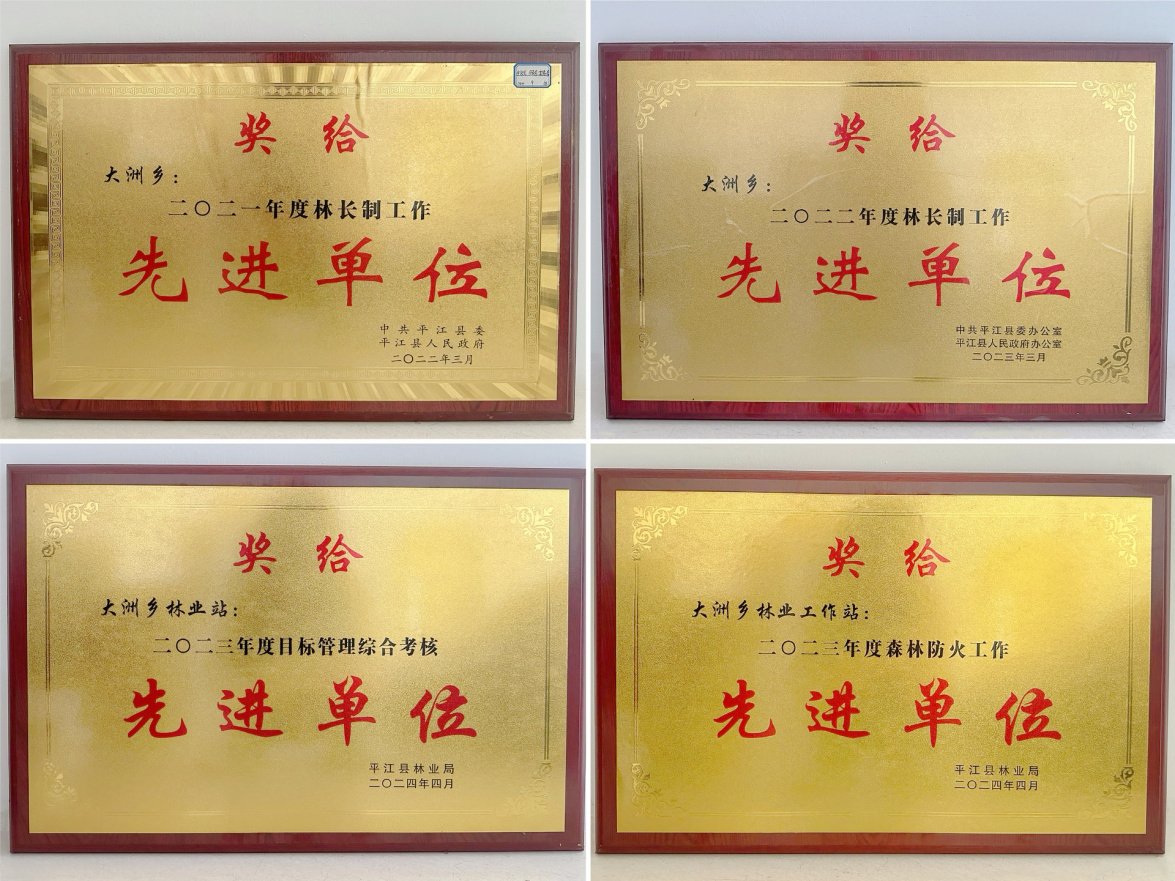 奖给
大洲乡：
二〇二一年度林长制工作
先进单位
中共平江县委
平江县人民政府
二〇二二年三月
奖给
大洲乡：
二〇二二年度林长制工作
先进单位
中共平江县委办公室
平江县人民政府办公室
二〇二三年三月
奖给
大洲乡林业站：
二〇二三年度目标管理综合考核
先进单位
平江县林业局
二〇二四年四月
奖给
大洲乡林业工作站：
二〇二三年度森林防火工作
先进单位
平江县林业局
二〇二四年四月